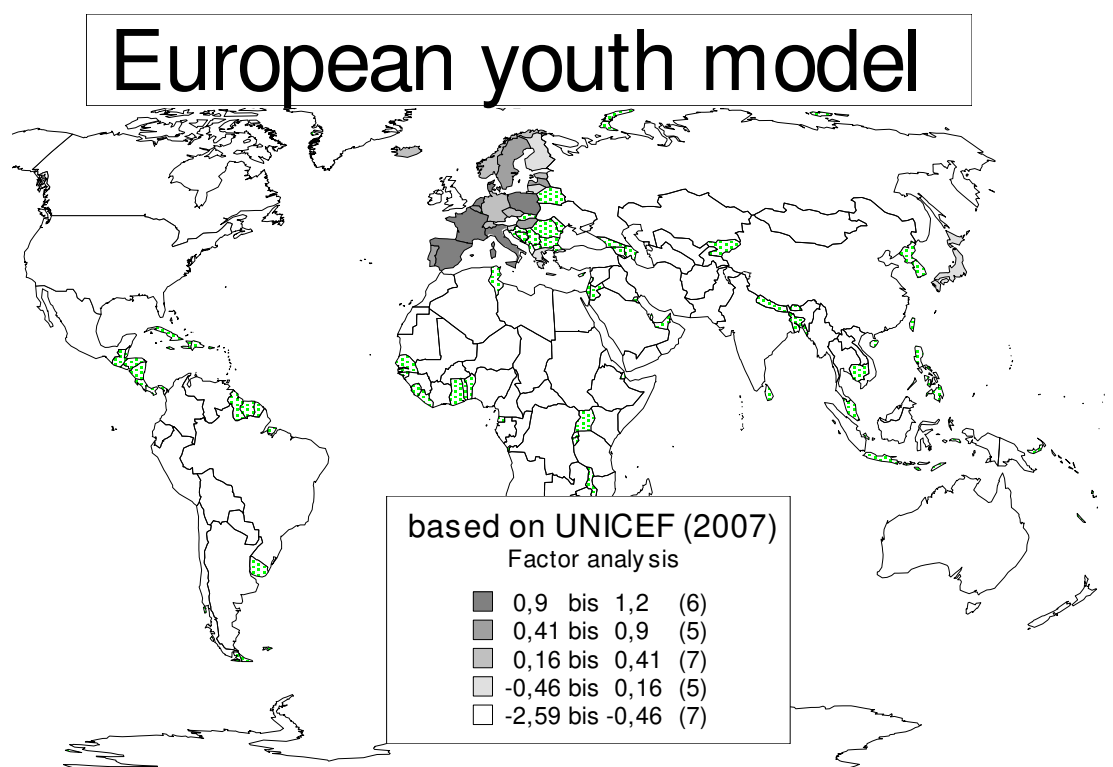 European youth model
based on UNICEF (2007)
Factor analysis
0,9 bis 1,2 (6)
0,41 bis 0,9 (5)
0,16 bis 0,41 (7)
-0,46 bis 0,16 (5)
-2,59 bis -0,46 (7)